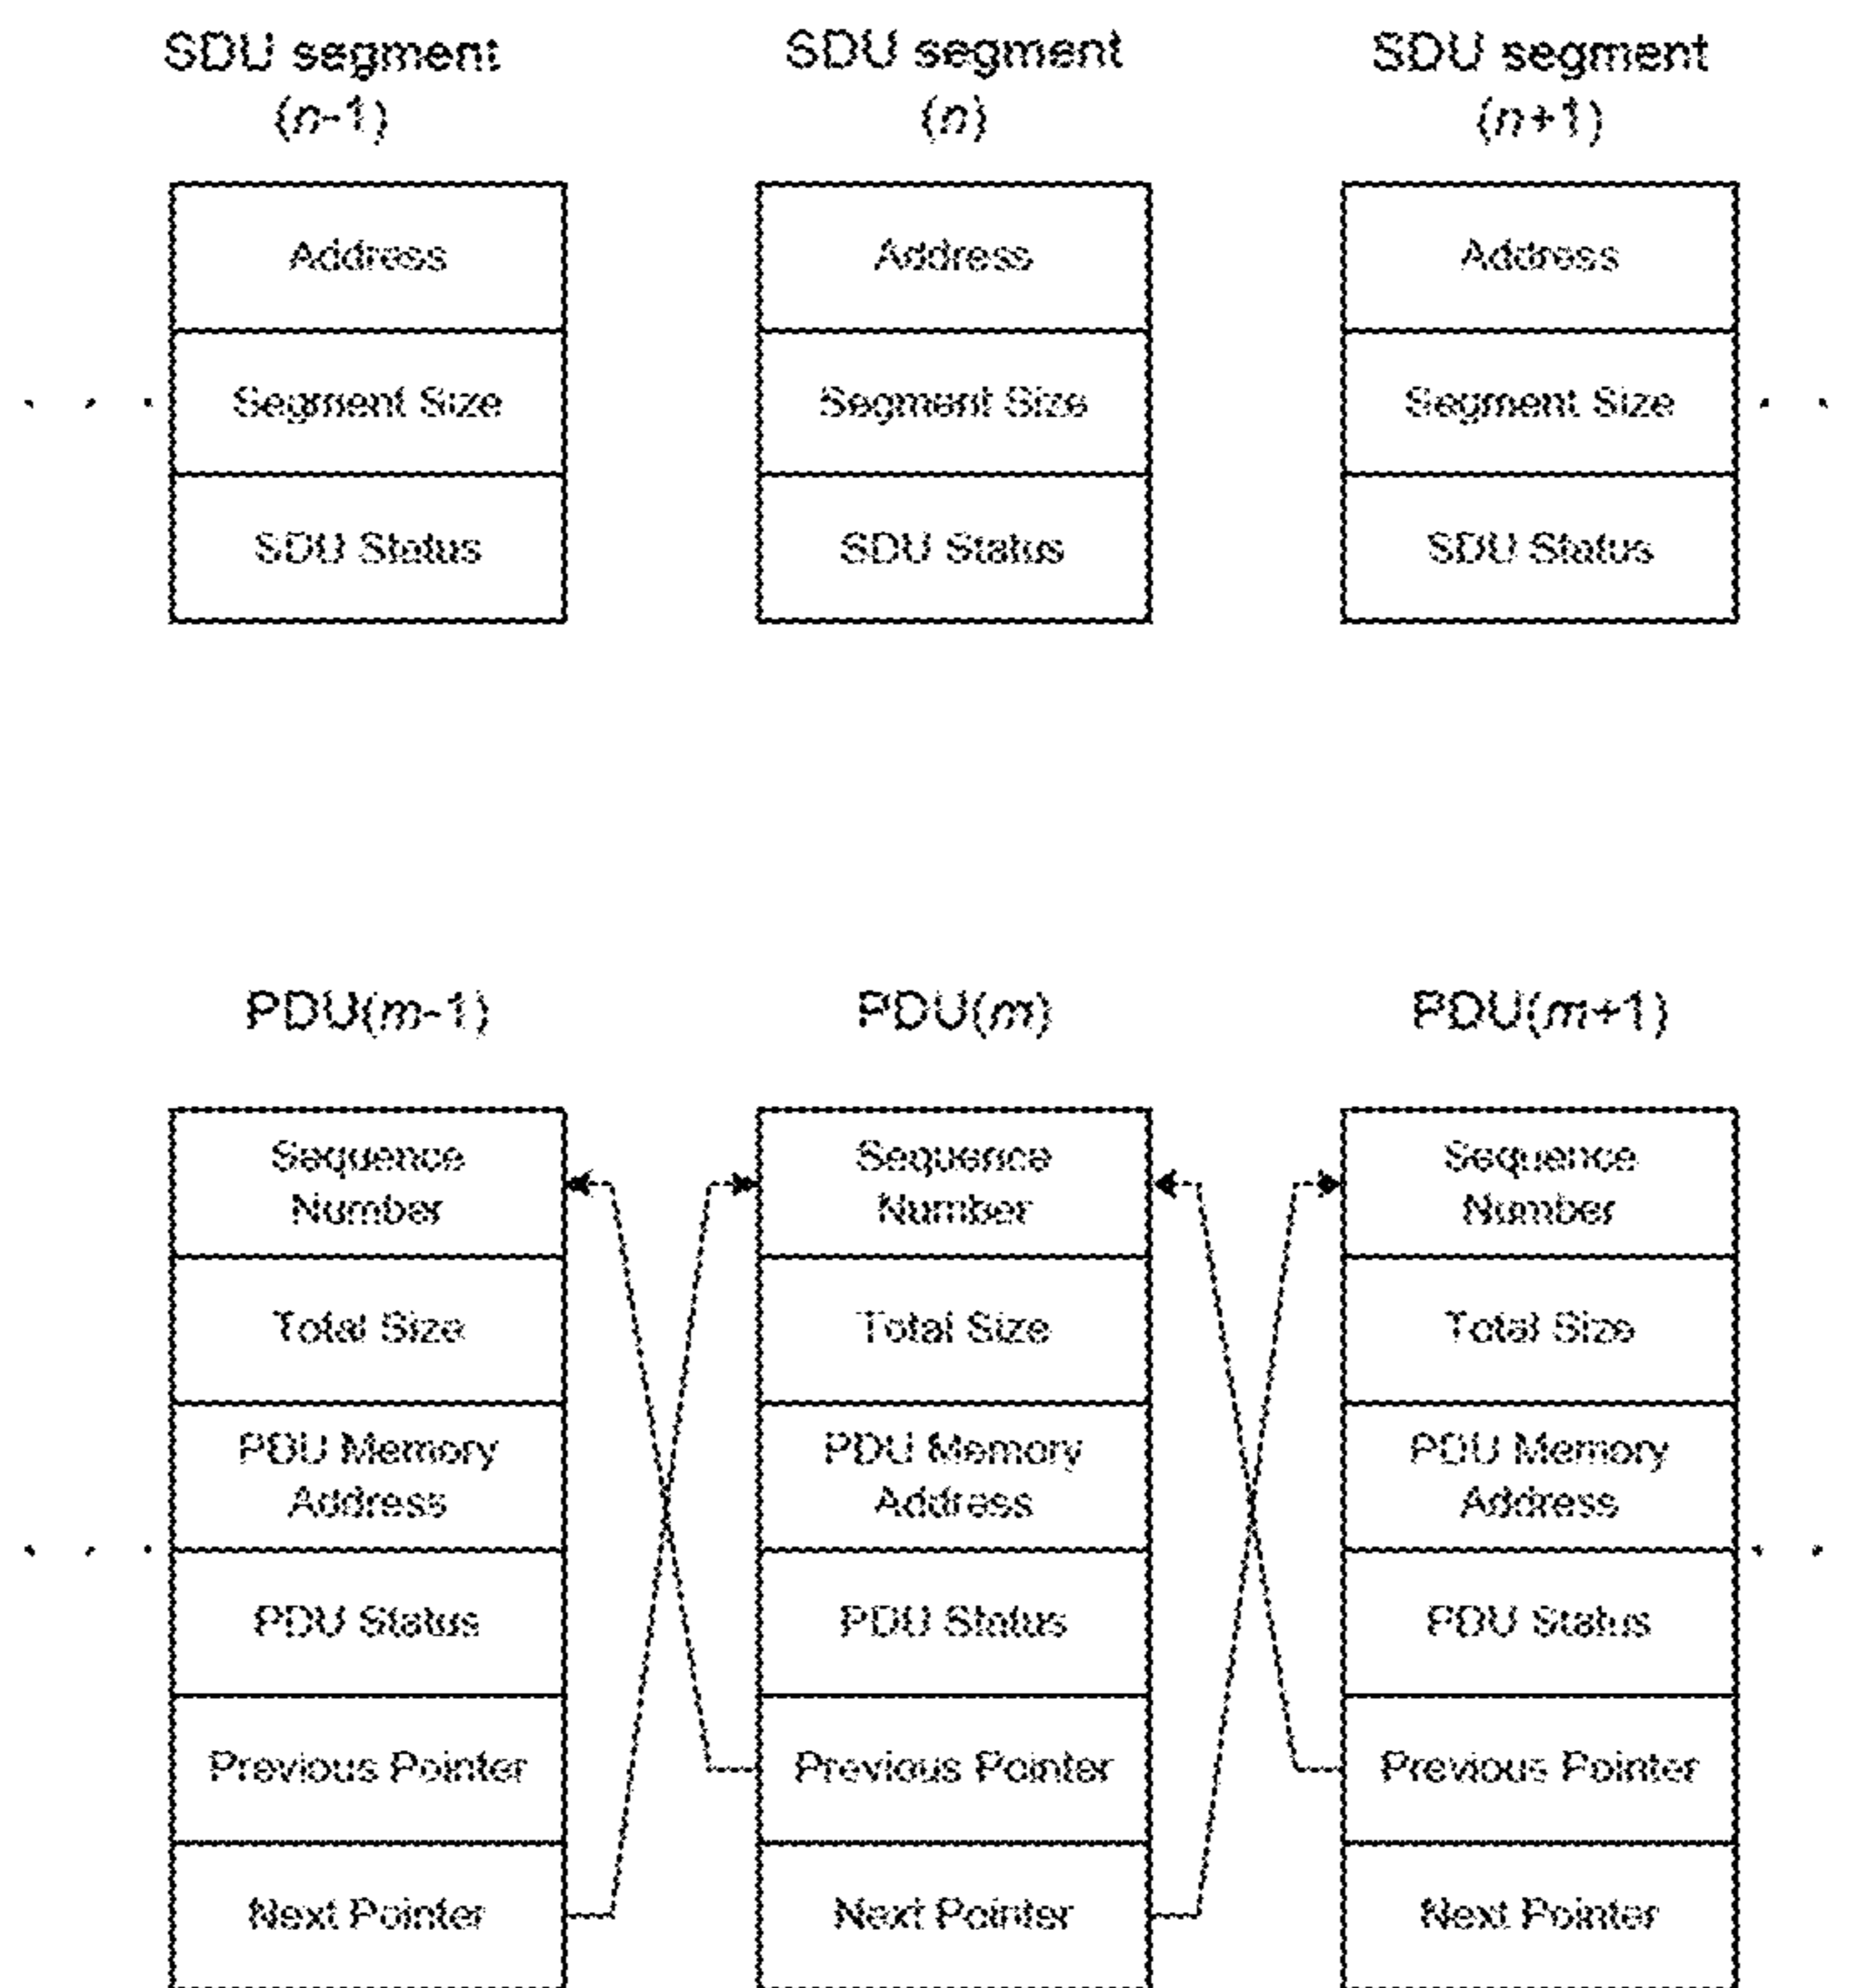 SDU segment
(n-1)
SDU segment
(n)
SDU segment
(n+1)
Address
Address
Address
. . .
Segment Size
Segment Size
Segment Size
. .
SDU Status
SDU Status
SDU Status
PDU(m-1)
PDU(m)
PDU(m+1)
Sequence
Number
Sequence
Number
Sequence
Number
Total Size
Total Size
Total Size
PDU Memory
Address
PDU Memory
Address
PDU Memory
Address
. . .
. .
PDU Status
PDU Status
PDU Status
Previous Pointer
Previous Pointer
Previous Pointer
Next Pointer
Next Pointer
Next Pointer